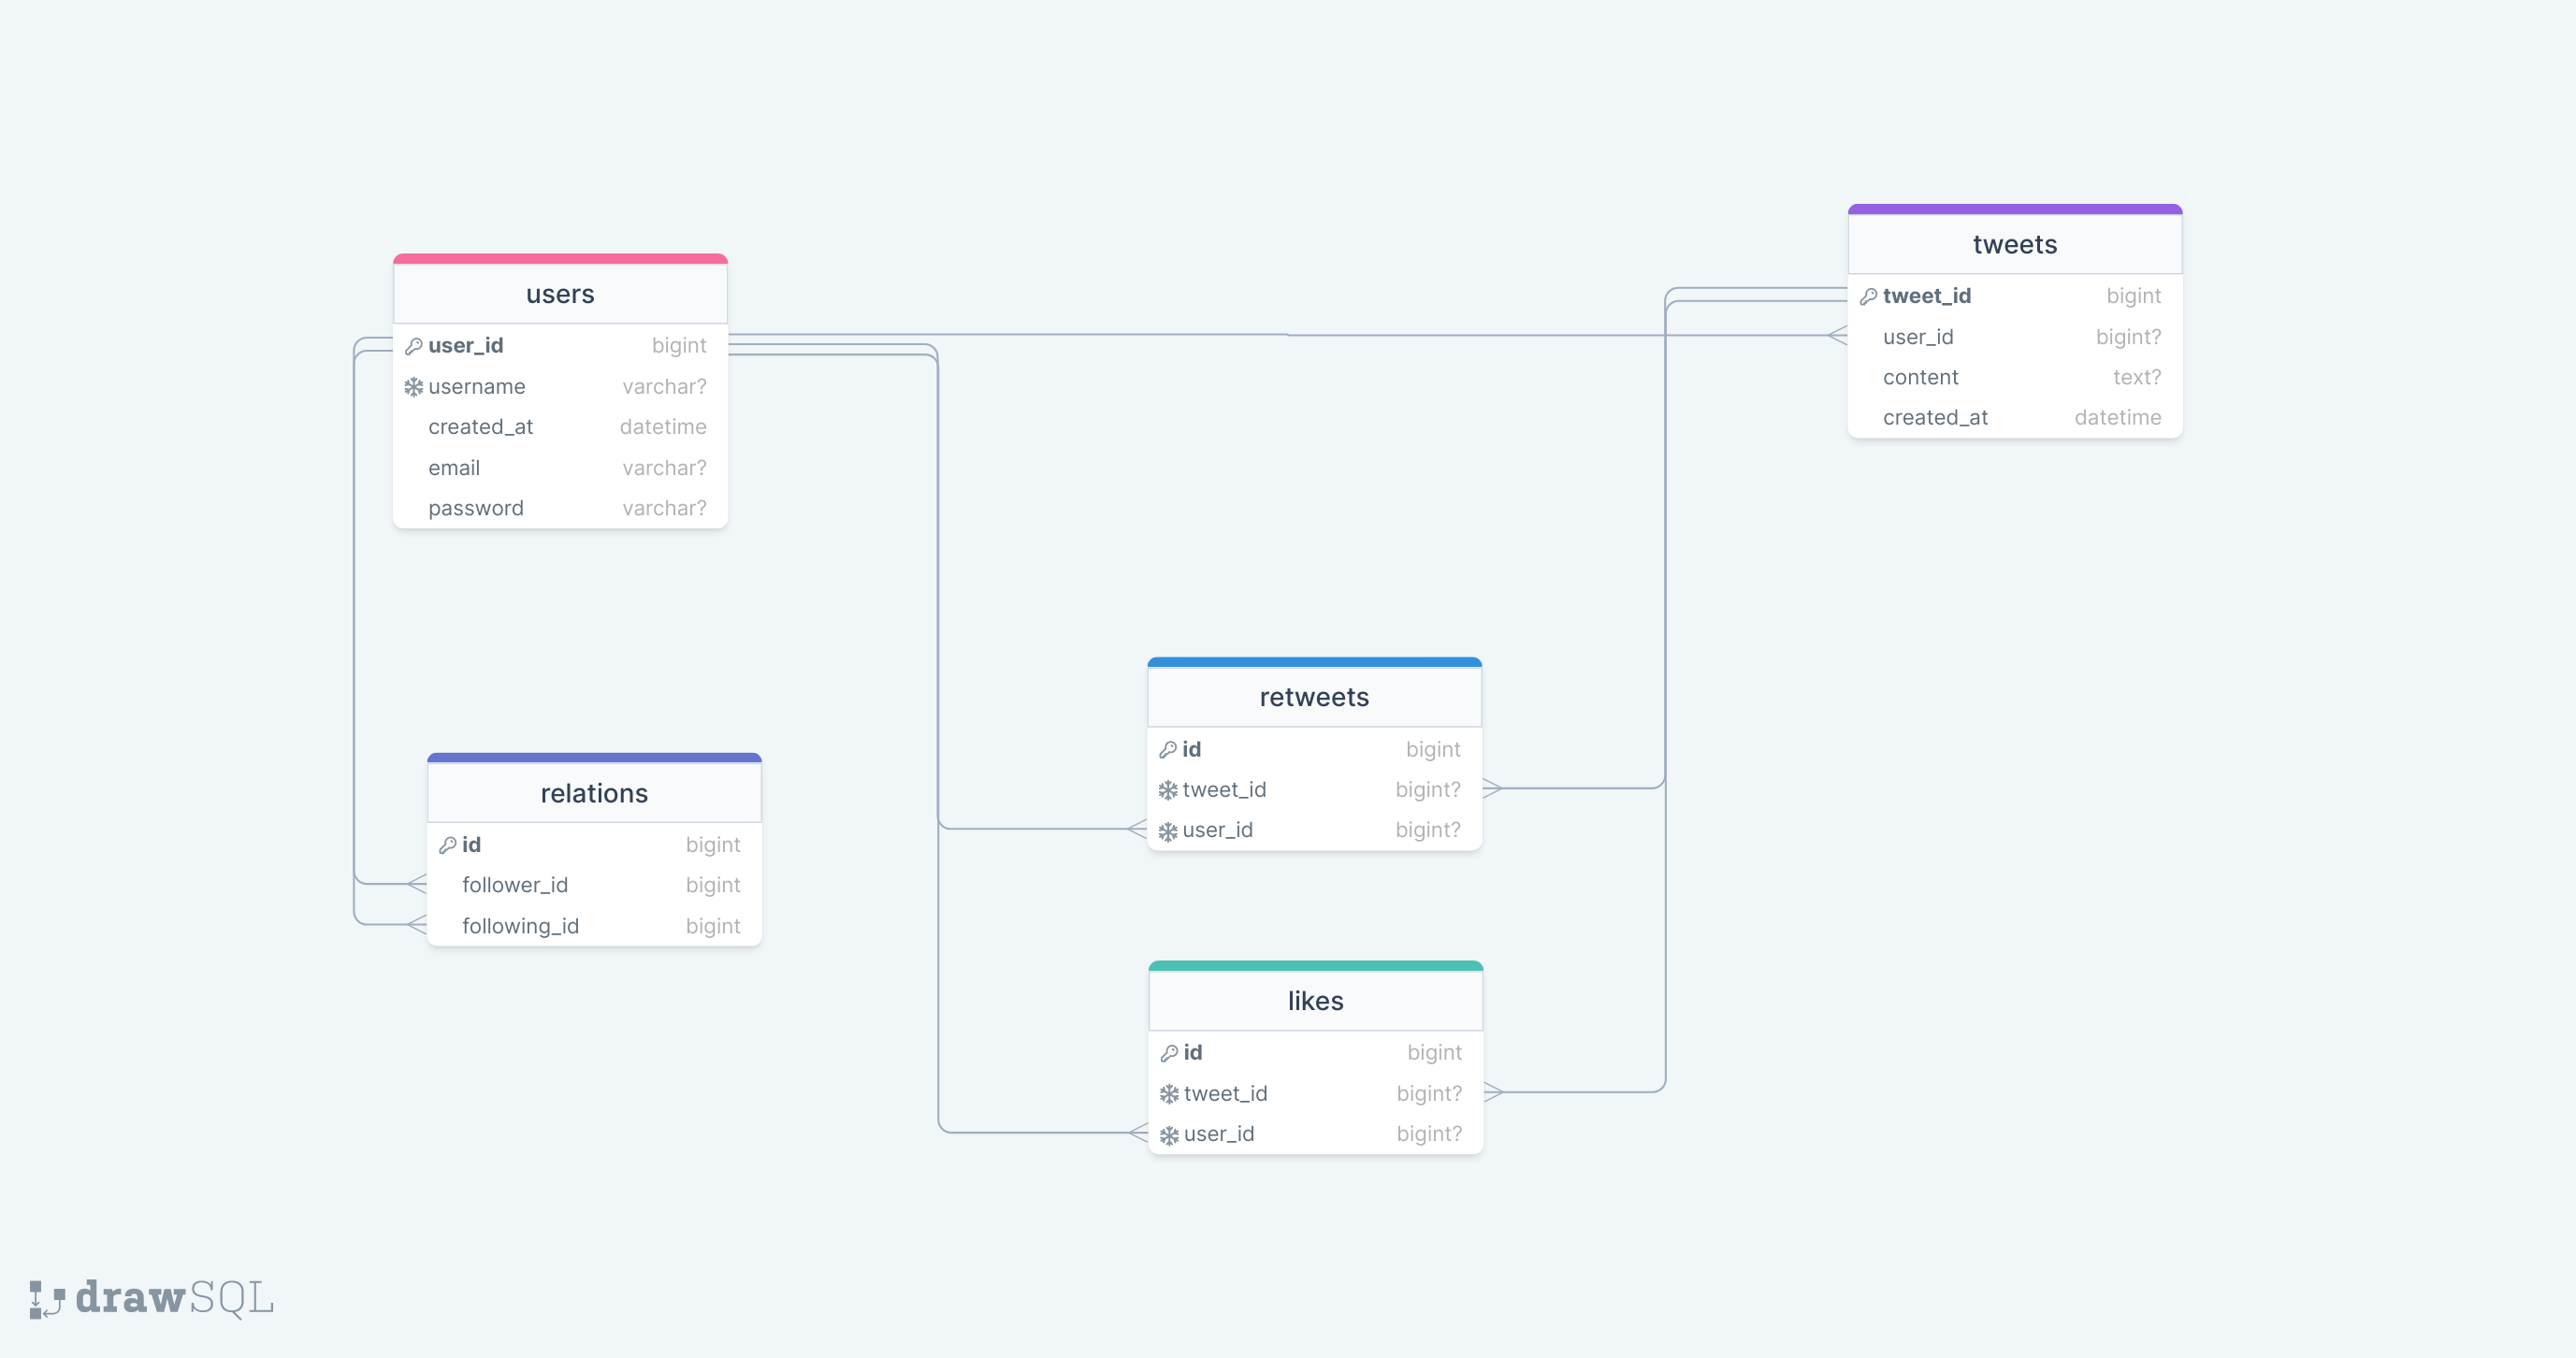 users
user_id bigint
username varchar?
created_at datetime
email varchar?
password varchar?
tweets
tweet_id bigint
user_id bigint?
content text?
created_at datetime
relations
id bigint
follower_id bigint
following_id bigint
retweets
id bigint
tweet_id bigint?
user_id bigint?
likes
id bigint
tweet_id bigint?
user_id bigint?
drawSQL